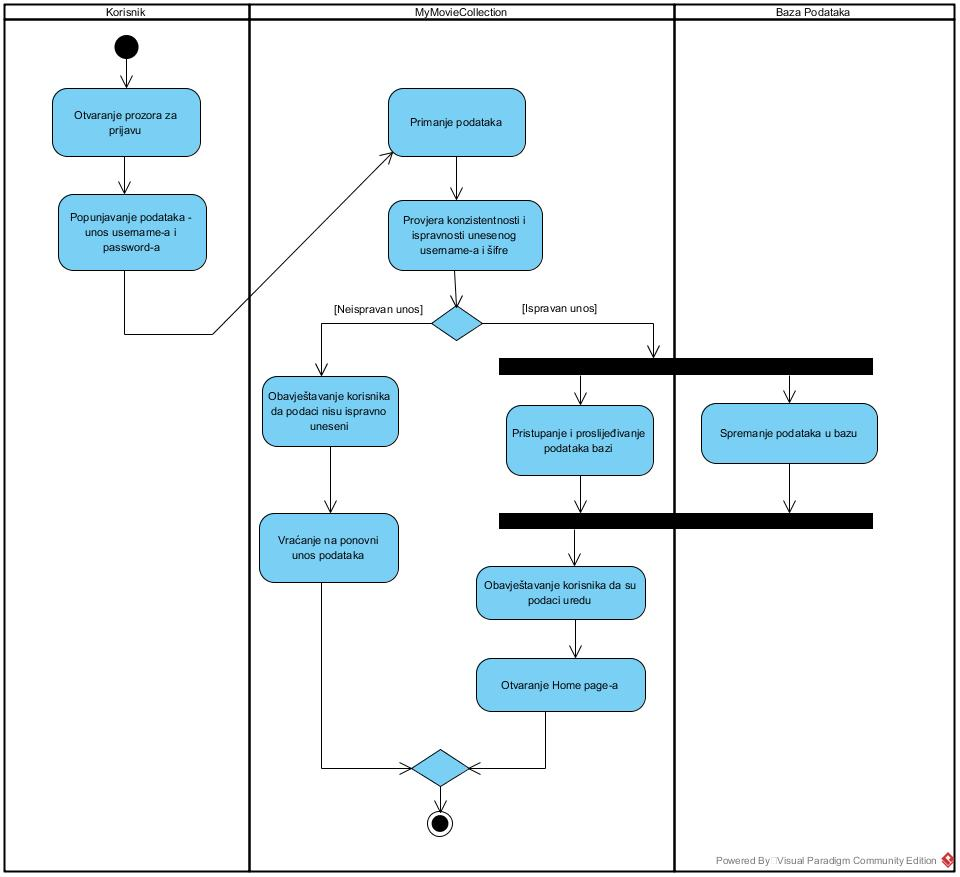 Korisnik
MyMovieCollection
Baza Podataka
Otvaranje prozora za
prijavu
Popunjavanje podataka -
unos username-a i
password-a
Primanje podataka
Provjera konzistentnosti i
ispravnosti unesenog
username-a i šifre
[Neispravan unos]
[Ispravan unos]
Obavještavanje korisnika
da podaci nisu ispravno
uneseni
Pristupanje i proslijeđivanje
podataka bazi
Spremanje podataka u bazu
Vraćanje na ponovni
unos podataka
Obavještavanje korisnika da su
podaci uredu
Otvaranje Home page-a
Powered By Visual Paradigm Community Edition